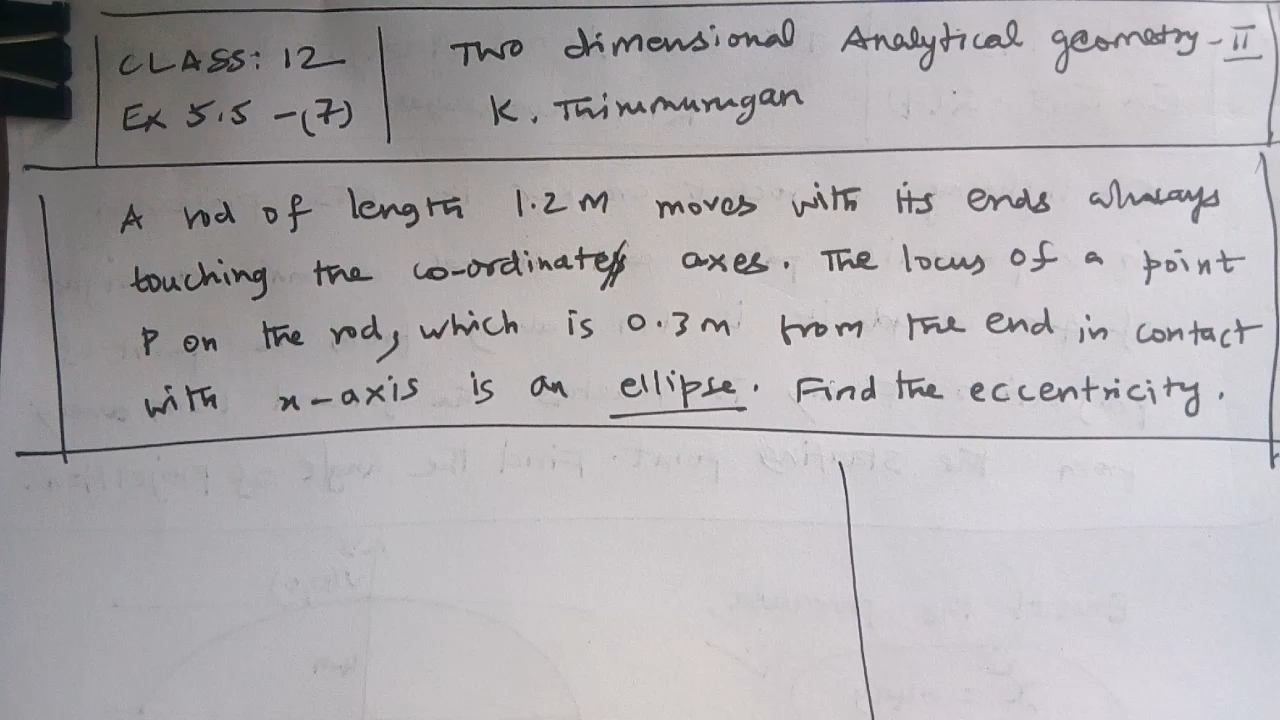 CLASS: 12
Ex 5.5 -(7)
Two dimensional Analytical geometry - II
K. Thirumurugan
A rod of length 1.2 m moves with its ends always
touching the co-ordinate axes. The locus of a point
P on the rod, which is 0.3 m from the end in contact
with x-axis is an ellipse. Find the eccentricity.